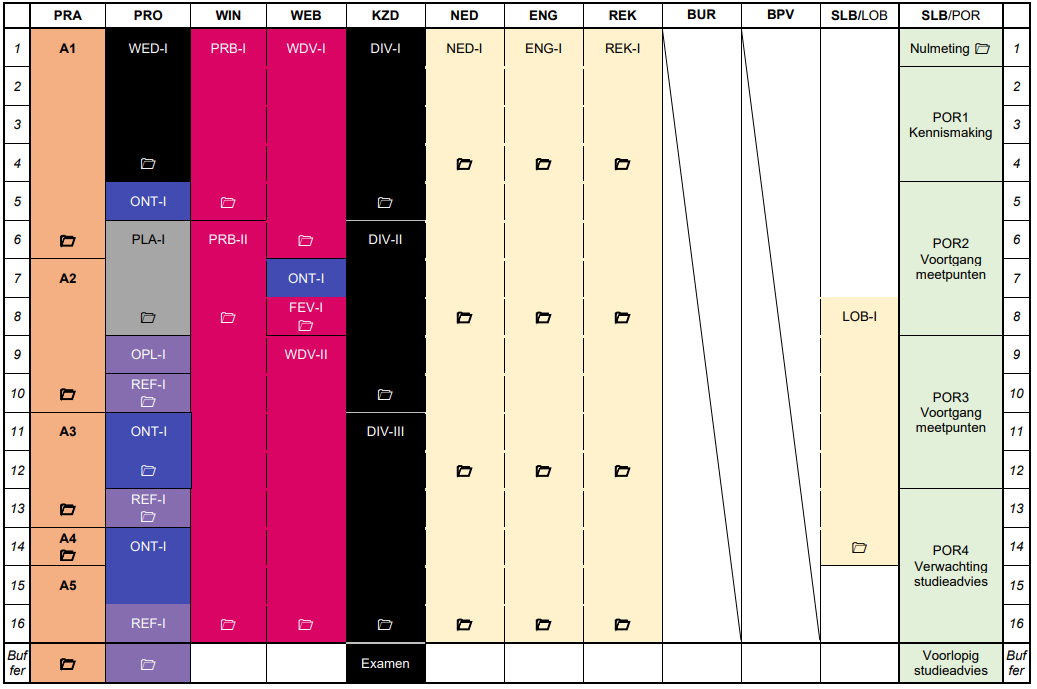 PRA PRO WIN WEB KZD NED ENG REK BUR BPV SLB/LOB SLB/POR
1 A1 WED-I PRB-I WDV-I DIV-I NED-I ENG-I REK-I Nulmeting 1
2 2
POR1
Kennismaking
3 3
4 4
5 ONT-I 5
6 PLA-I PRB-II DIV-II 6
POR2
Voortgang
meetpunten
7 A2 ONT-I 7
FEV-I
8 LOB-I 8
9 OPL-I WDV-II 9
REF-I
10 10
POR3
Voortgang
meetpunten
11 A3 ONT-I DIV-III 11
12 12
REF-I
13 13
A4
14 ONT-I 14
POR4
Verwachting
studieadvies
15 A5 15
16 REF-I 16
Buf Voorlopig Buf
fer Examen studieadvies fer